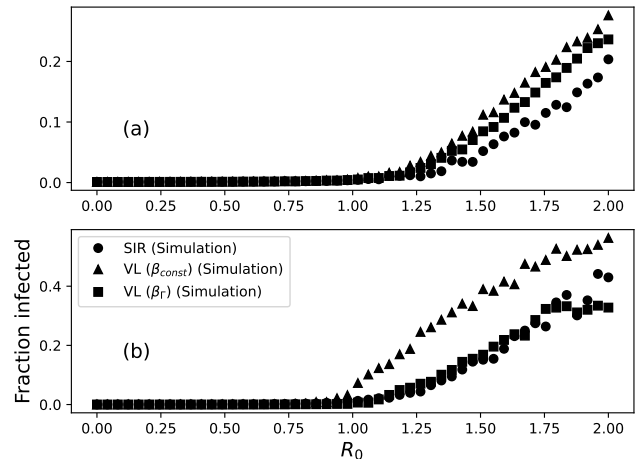 0.2
0.1
0.0
(a)
0.00 0.25 0.50 0.75 1.00 1.25 1.50 1.75 2.00
Fraction infected
0.4
0.2
0.0
SIR (Simulation)
VL (β_const) (Simulation)
VL (β_Γ) (Simulation)
(b)
0.00 0.25 0.50 0.75 1.00 1.25 1.50 1.75 2.00
R_0